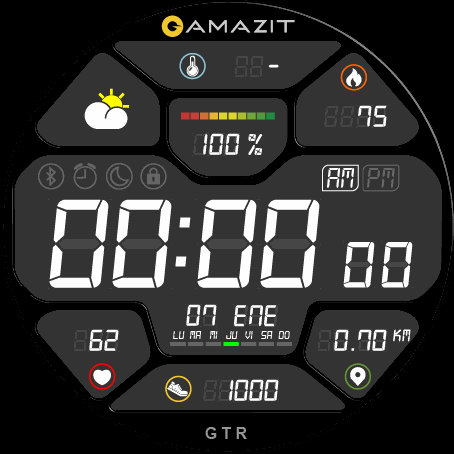 AMAZIT
-
75
100 %
AM PM
00:00 00
07 ENE
LU MA MI JU VI SA DO
62
0.70 KM
1000
GTR